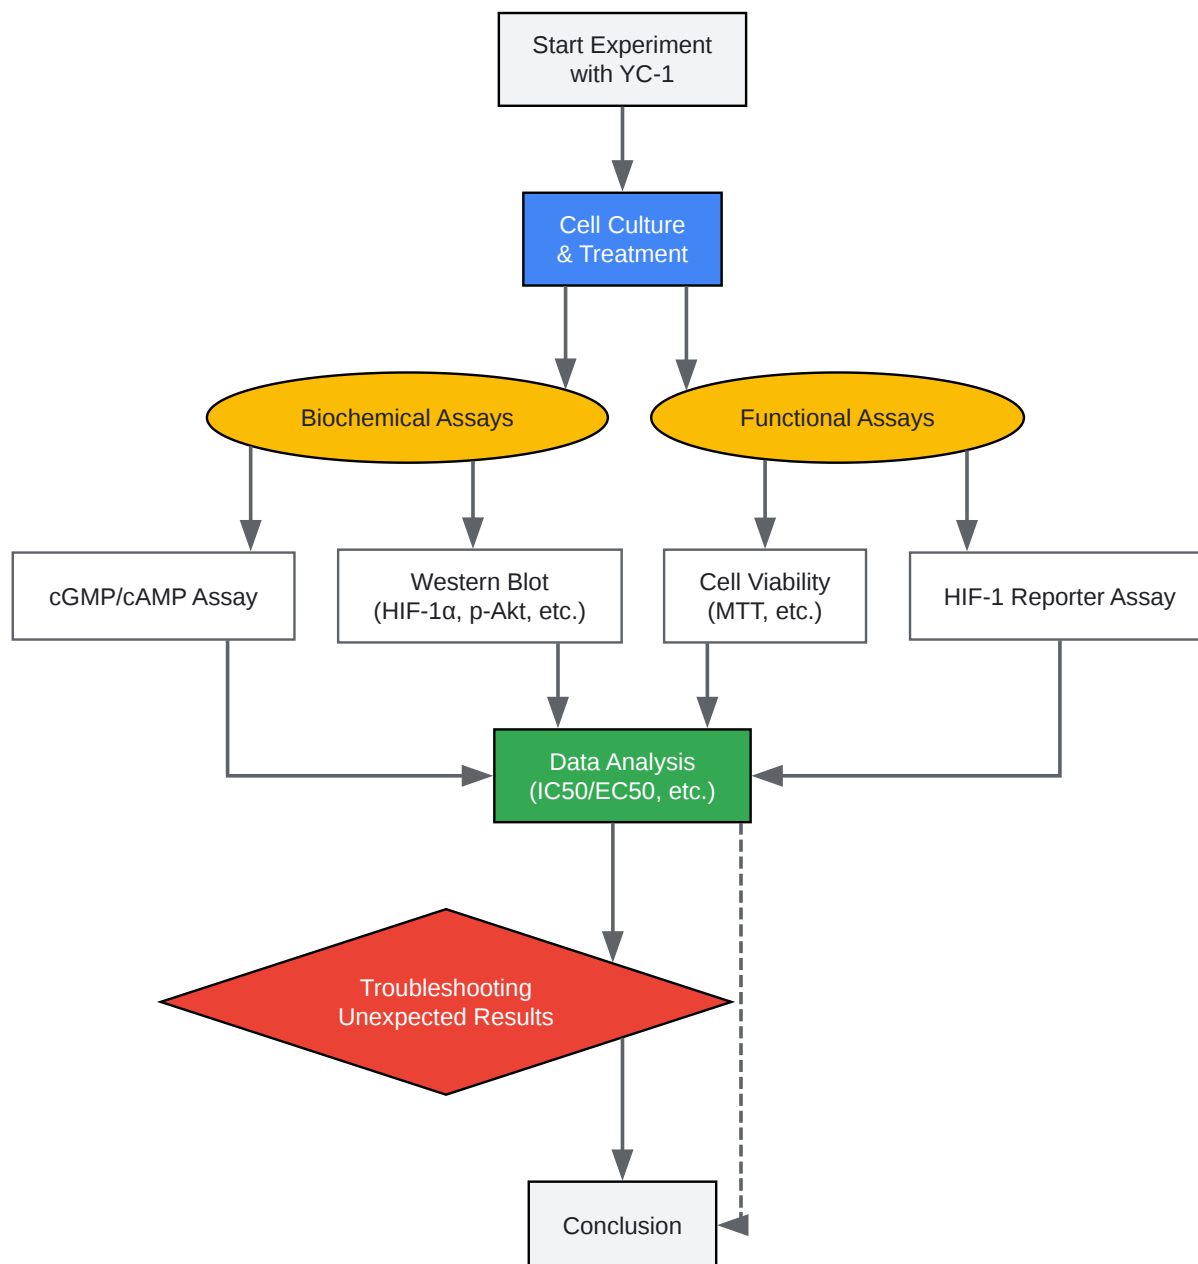 Start Experiment
with YC-1
Cell Culture
& Treatment
Biochemical Assays
Functional Assays
cGMP/cAMP Assay
Western Blot
(HIF-1α, p-Akt, etc.)
Cell Viability
(MTT, etc.)
HIF-1 Reporter Assay
Data Analysis
(IC50/EC50, etc.)
Troubleshooting
Unexpected Results
Conclusion